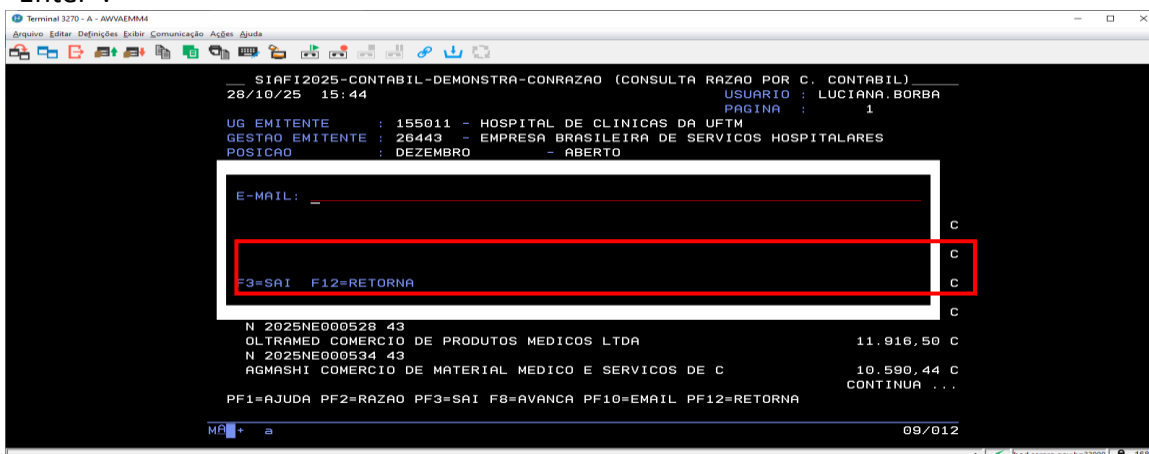 "Enter".
Terminal 3270 - A - AWVAEMM4
Arquivo Editar Definições Exibir Comunicação Ações Ajuda
__ SIAFI2025-CONTABIL-DEMONSTRA-CONRAZAO (CONSULTA RAZAO POR C. CONTABIL)_____
28/10/25 15:44 USUARIO : LUCIANA.BORBA
PAGINA : 1
UG EMITENTE : 155011 - HOSPITAL DE CLINICAS DA UFTM
GESTAO EMITENTE : 26443 - EMPRESA BRASILEIRA DE SERVICOS HOSPITALARES
POSICAO : DEZEMBRO - ABERTO
E-MAIL: _
C
C
F3=SAI F12=RETORNA C
C
N 2025NE000528 43
OLTRAMED COMERCIO DE PRODUTOS MEDICOS LTDA 11.916,50 C
N 2025NE000534 43
AGMASHI COMERCIO DE MATERIAL MEDICO E SERVICOS DE C 10.590,44 C
CONTINUA ...
PF1=AJUDA PF2=RAZAO PF3=SAI F8=AVANCA PF10=EMAIL PF12=RETORNA
MA + a 09/012